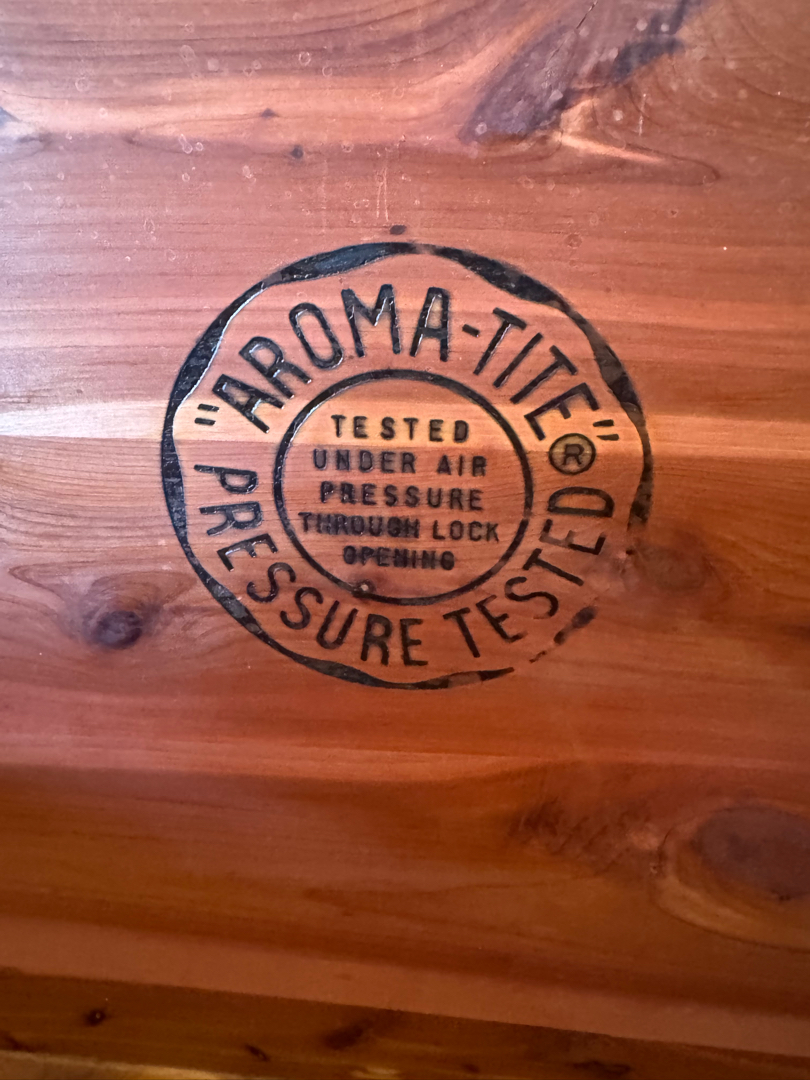 "AROMA-TITE"®
TESTED
UNDER AIR
PRESSURE
THROUGH LOCK
OPENING
PRESSURE TESTED